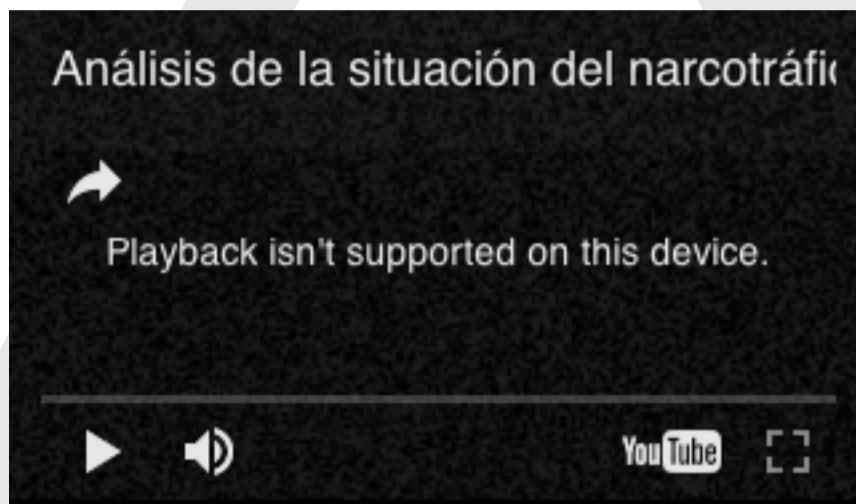 Análisis de la situación del narcotráfi
Playback isn't supported on this device.
YouTube